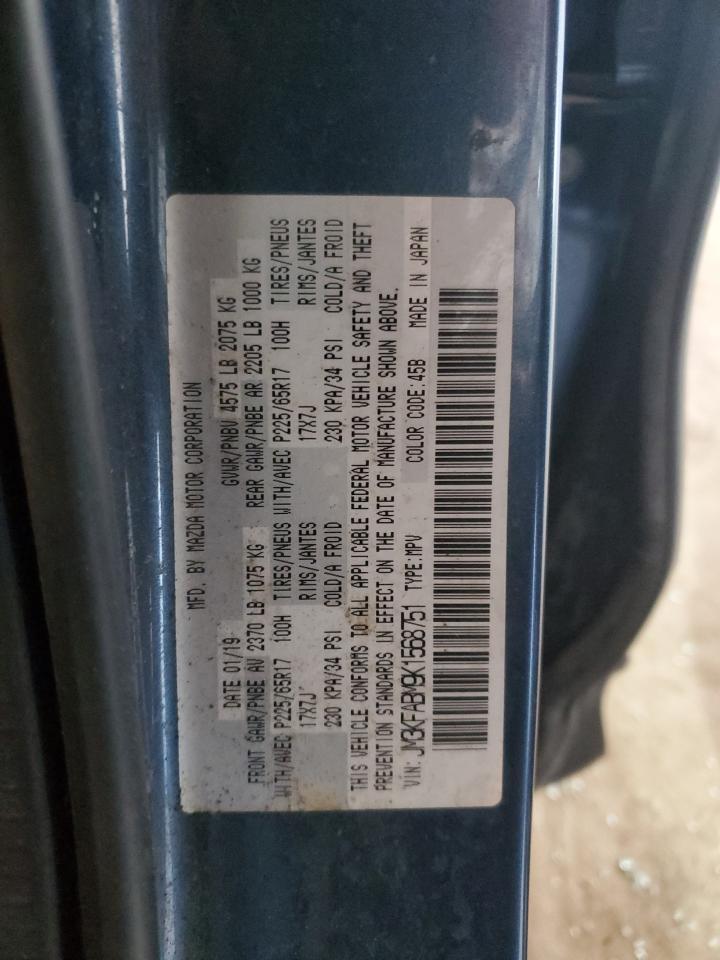 MFD. BY MAZDA MOTOR CORPORATION
DATE 01/19 GVWR/PNBV 4575 LB 2075 KG
FRONT GAWR/PNBE AV 2370 LB 1075 KG REAR GAWR/PNBE AR 2205 LB 1000 KG
WITH/AVEC P225/65R17 100H TIRES/PNEUS WITH/AVEC P225/65R17 100H TIRES/PNEUS
17X7J RIMS/JANTES 17X7J RIMS/JANTES
230 KPA/34 PSI COLD/A FROID 230 KPA/34 PSI COLD/A FROID
THIS VEHICLE CONFORMS TO ALL APPLICABLE FEDERAL MOTOR VEHICLE SAFETY AND THEFT
PREVENTION STANDARDS IN EFFECT ON THE DATE OF MANUFACTURE SHOWN ABOVE.
VIN: JM3KFABM9K1568751 TYPE:MPV COLOR CODE:45B MADE IN JAPAN